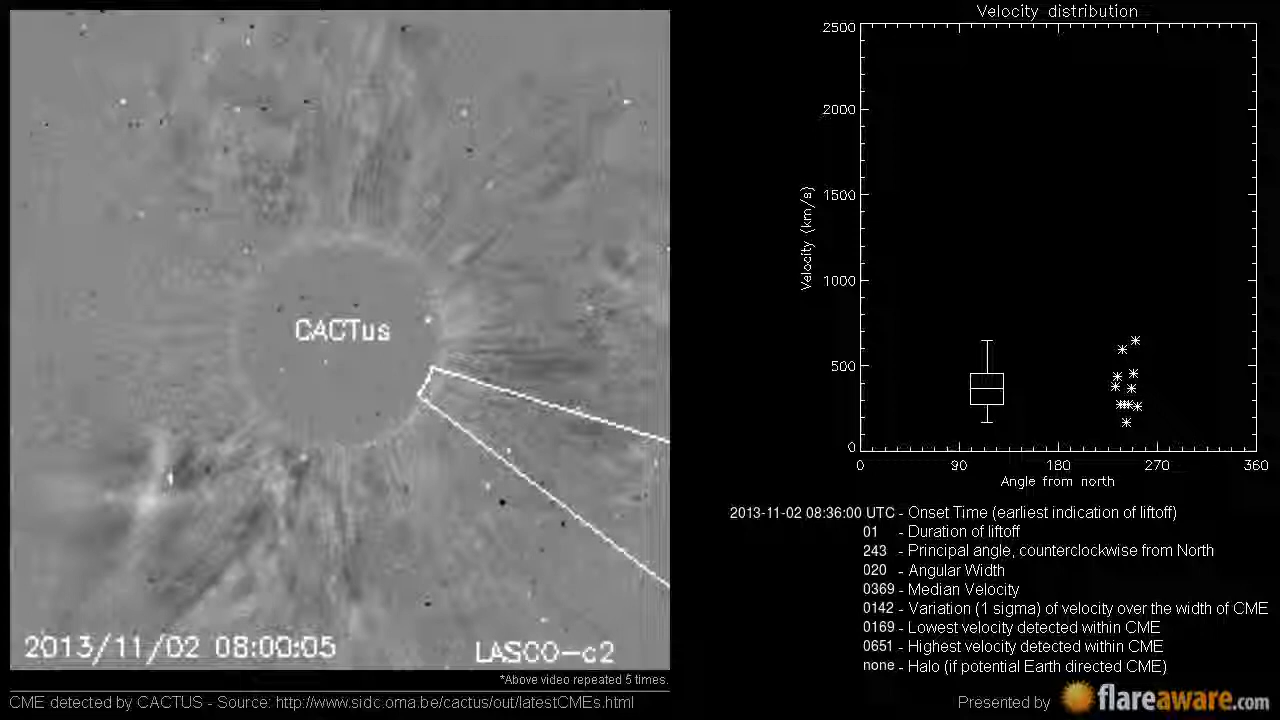 Velocity distribution
2500
2000
1500
1000
500
0
Velocity (km/s)
0 90 180 270 360
Angle from north
CACTus
2013/11/02 08:00:05 LASCO-c2
*Above video repeated 5 times.
CME detected by CACTUS - Source: http://www.sidc.oma.be/cactus/out/latestCMEs.html
2013-11-02 08:36:00 UTC - Onset Time (earliest indication of liftoff)
01 - Duration of liftoff
243 - Principal angle, counterclockwise from North
020 - Angular Width
0369 - Median Velocity
0142 - Variation (1 sigma) of velocity over the width of CME
0169 - Lowest velocity detected within CME
0651 - Highest velocity detected within CME
none - Halo (if potential Earth directed CME)
Presented by flareaware.com